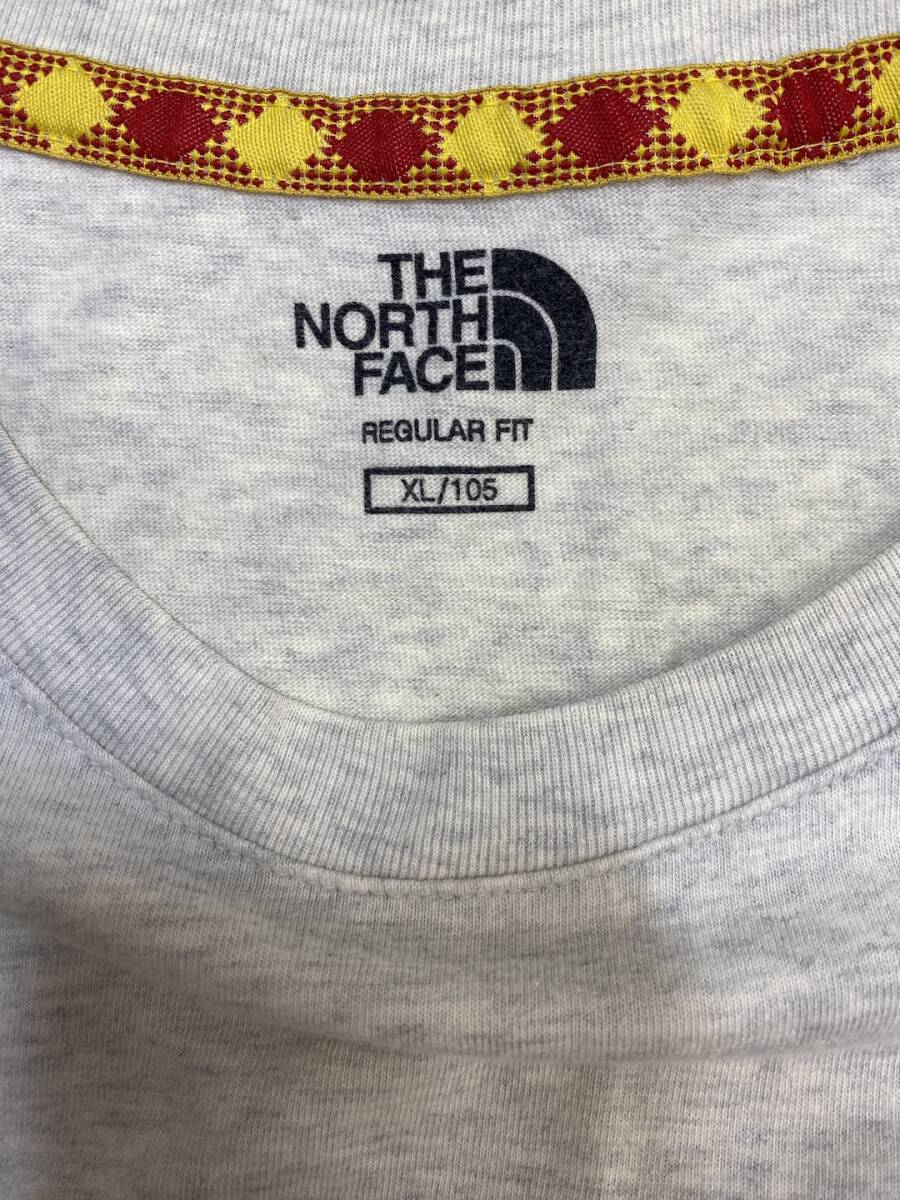 THE
NORTH
FACE
REGULAR FIT
XL/105